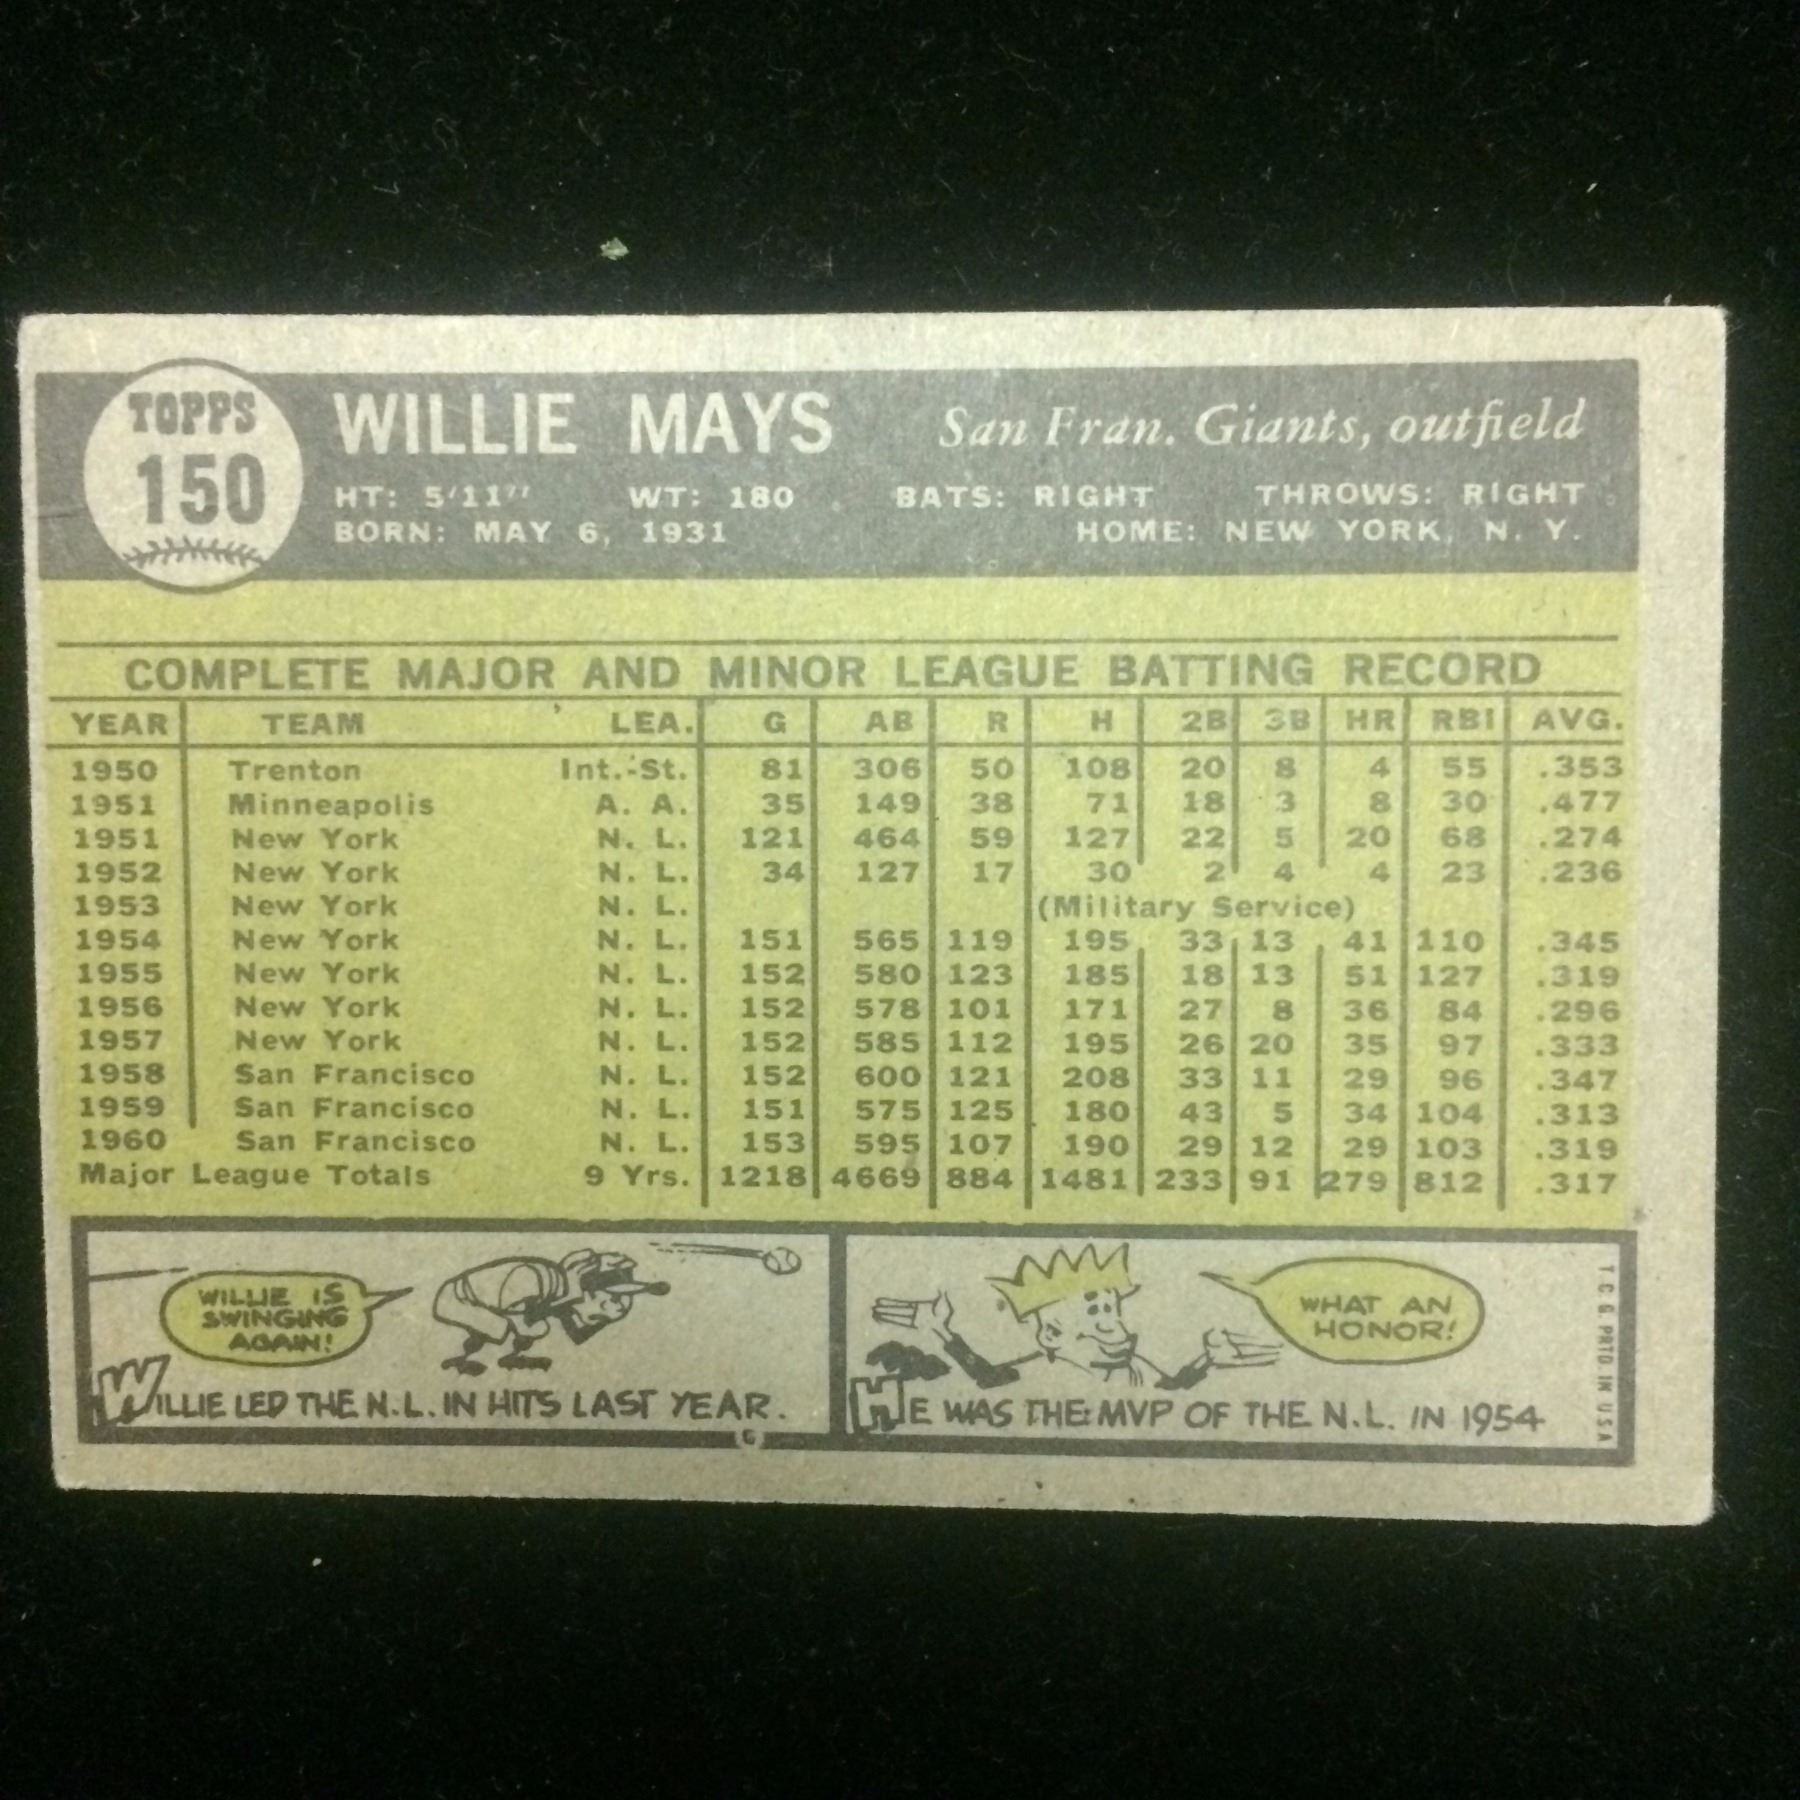 TOPPS
150
WILLIE MAYS San Fran. Giants, outfield
HT: 5'11" WT: 180 BATS: RIGHT THROWS: RIGHT
BORN: MAY 6, 1931 HOME: NEW YORK, N. Y.
COMPLETE MAJOR AND MINOR LEAGUE BATTING RECORD
YEAR TEAM LEA. G AB R H 2B 3B HR RBI AVG.
1950 Trenton Int.-St. 81 306 50 108 20 8 4 55 .353
1951 Minneapolis A. A. 35 149 38 71 18 3 8 30 .477
1951 New York N. L. 121 464 59 127 22 5 20 68 .274
1952 New York N. L. 34 127 17 30 2 4 4 23 .236
1953 New York N. L. (Military Service)
1954 New York N. L. 151 565 119 195 33 13 41 110 .345
1955 New York N. L. 152 580 123 185 18 13 51 127 .319
1956 New York N. L. 152 578 101 171 27 8 36 84 .296
1957 New York N. L. 152 585 112 195 26 20 35 97 .333
1958 San Francisco N. L. 152 600 121 208 33 11 29 96 .347
1959 San Francisco N. L. 151 575 125 180 43 5 34 104 .313
1960 San Francisco N. L. 153 595 107 190 29 12 29 103 .319
Major League Totals 9 Yrs. 1218 4669 884 1481 233 91 279 812 .317
WILLIE IS
SWINGING
AGAIN!
WILLIE LED THE N.L. IN HITS LAST YEAR.
WHAT AN
HONOR!
HE WAS THE MVP OF THE N.L. IN 1954
T.C.G. PRTD IN USA